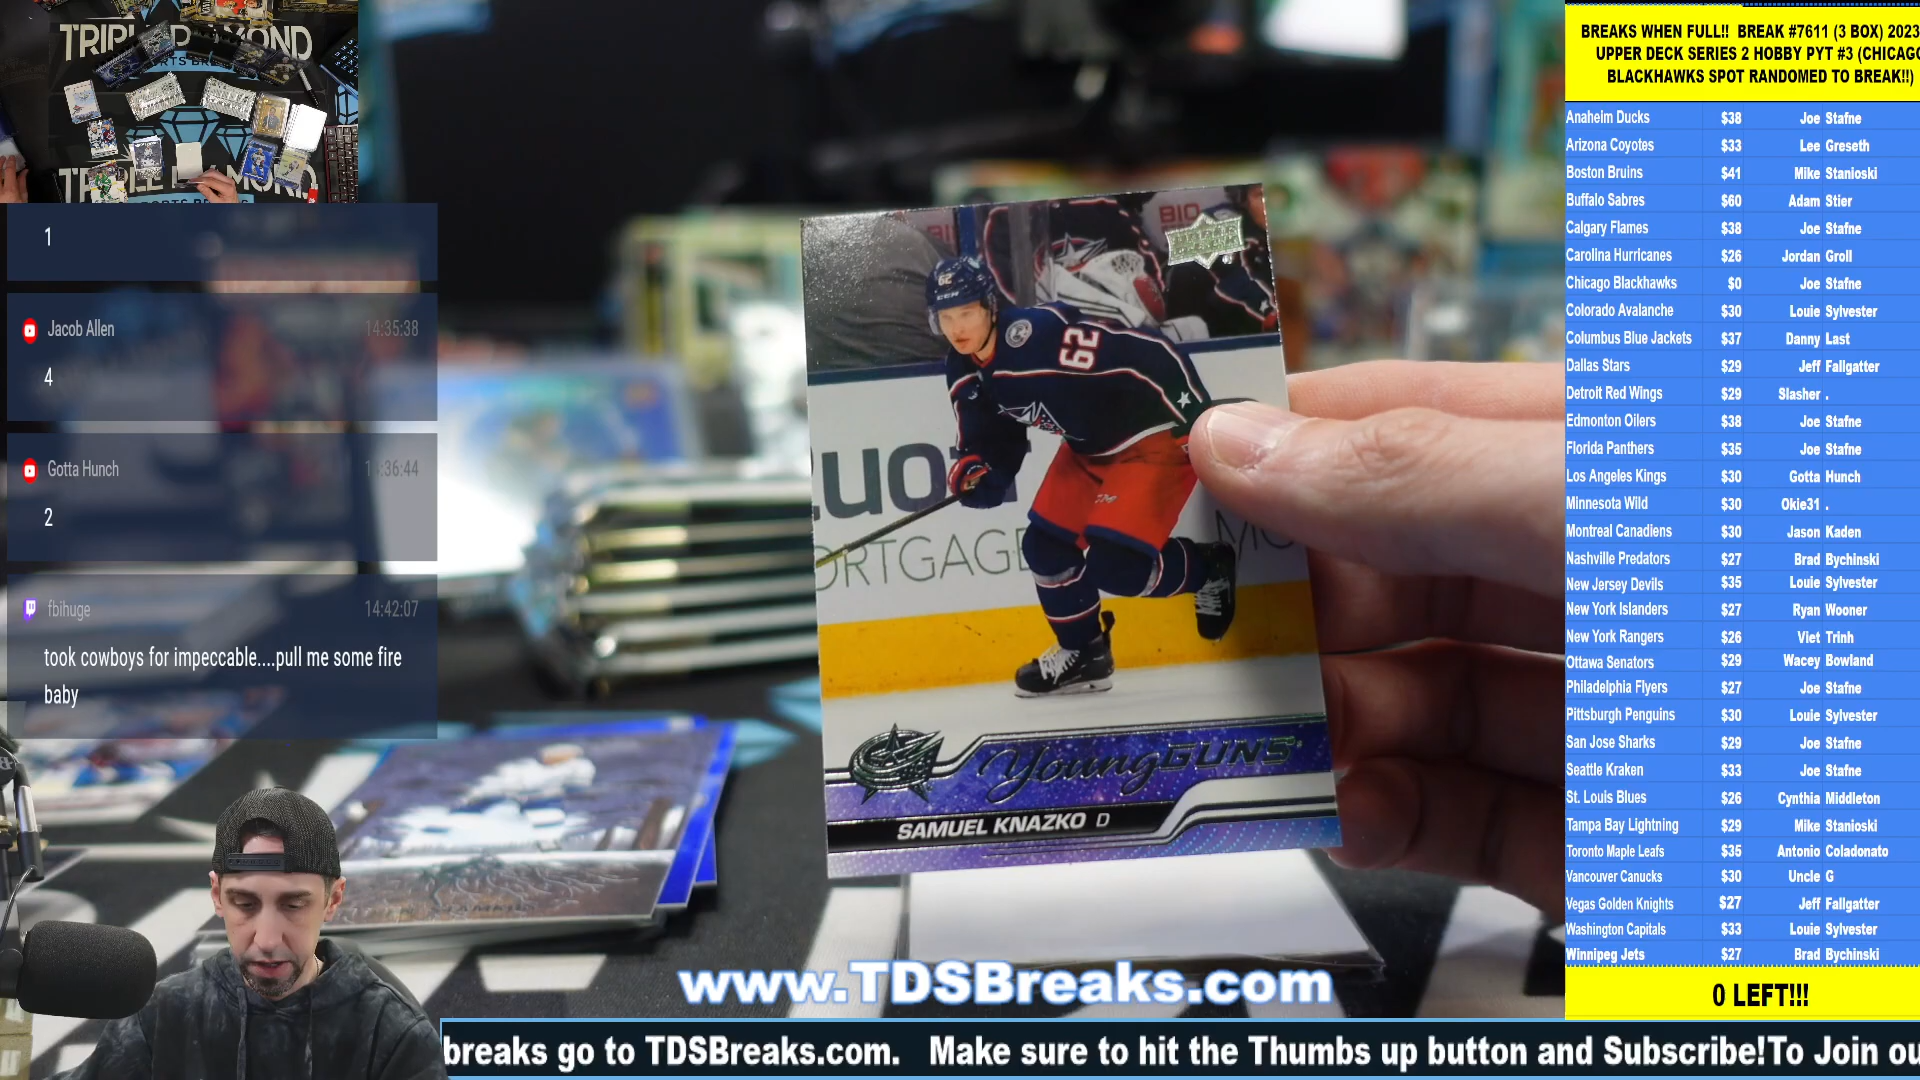 TRIPLE DIAMOND
1
Jacob Allen 14:35:38
4
Gotta Hunch 14:36:44
2
fbihuge 14:42:07
took cowboys for impeccable....pull me some fire
baby
BIO
62
CCM
62
MORTGAGE
Young GUNS
SAMUEL KNAZKO D
www.TDSBreaks.com
breaks go to TDSBreaks.com. Make sure to hit the Thumbs up button and Subscribe!To Join ou
BREAKS WHEN FULL!! BREAK #7611 (3 BOX) 2023
UPPER DECK SERIES 2 HOBBY PYT #3 (CHICAGO
BLACKHAWKS SPOT RANDOMED TO BREAK!!)
Anaheim Ducks $38 Joe Stafne
Arizona Coyotes $33 Lee Greseth
Boston Bruins $41 Mike Stanioski
Buffalo Sabres $60 Adam Stier
Calgary Flames $38 Joe Stafne
Carolina Hurricanes $26 Jordan Groll
Chicago Blackhawks $0 Joe Stafne
Colorado Avalanche $30 Louie Sylvester
Columbus Blue Jackets $37 Danny Last
Dallas Stars $29 Jeff Fallgatter
Detroit Red Wings $29 Slasher .
Edmonton Oilers $38 Joe Stafne
Florida Panthers $35 Joe Stafne
Los Angeles Kings $30 Gotta Hunch
Minnesota Wild $30 Okie31 .
Montreal Canadiens $30 Jason Kaden
Nashville Predators $27 Brad Bychinski
New Jersey Devils $35 Louie Sylvester
New York Islanders $27 Ryan Wooner
New York Rangers $26 Viet Trinh
Ottawa Senators $29 Wacey Bowland
Philadelphia Flyers $27 Joe Stafne
Pittsburgh Penguins $30 Louie Sylvester
San Jose Sharks $29 Joe Stafne
Seattle Kraken $33 Joe Stafne
St. Louis Blues $26 Cynthia Middleton
Tampa Bay Lightning $29 Mike Stanioski
Toronto Maple Leafs $35 Antonio Coladonato
Vancouver Canucks $30 Uncle G
Vegas Golden Knights $27 Jeff Fallgatter
Washington Capitals $33 Louie Sylvester
Winnipeg Jets $27 Brad Bychinski
0 LEFT!!!